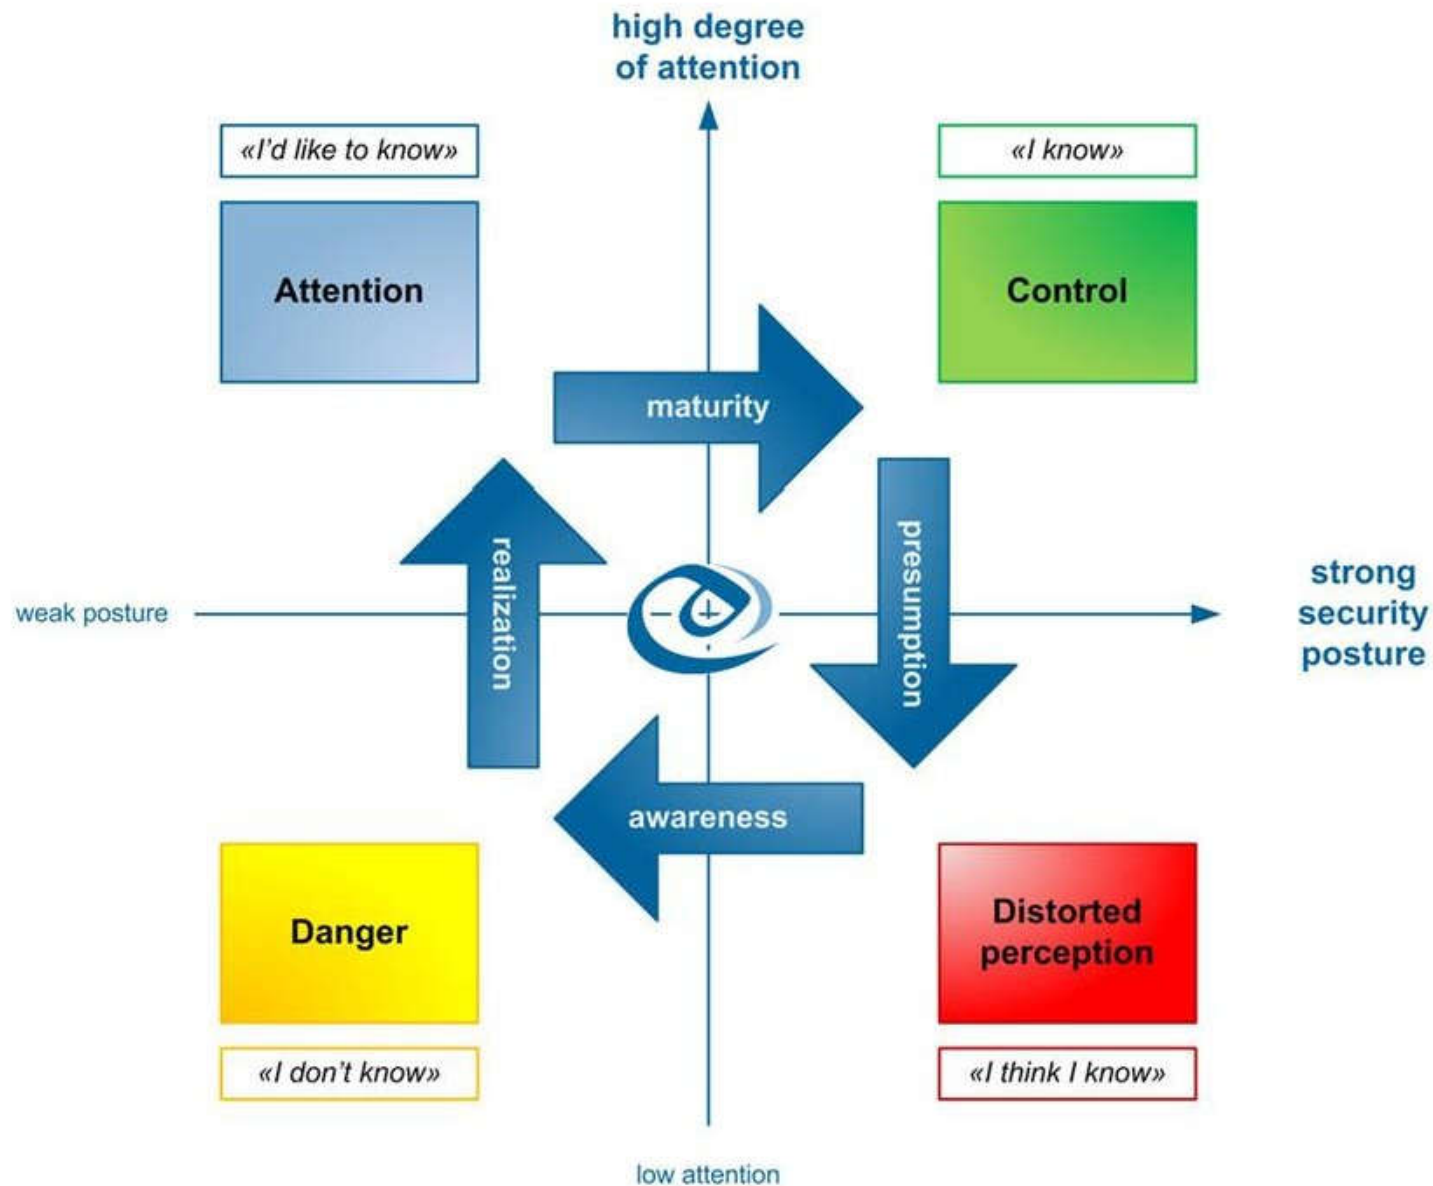 high degree
of attention
«I'd like to know»
«I know»
Attention
Control
maturity
realization
presumption
weak posture
strong
security
posture
awareness
Danger
Distorted
perception
«I don't know»
«I think I know»
low attention